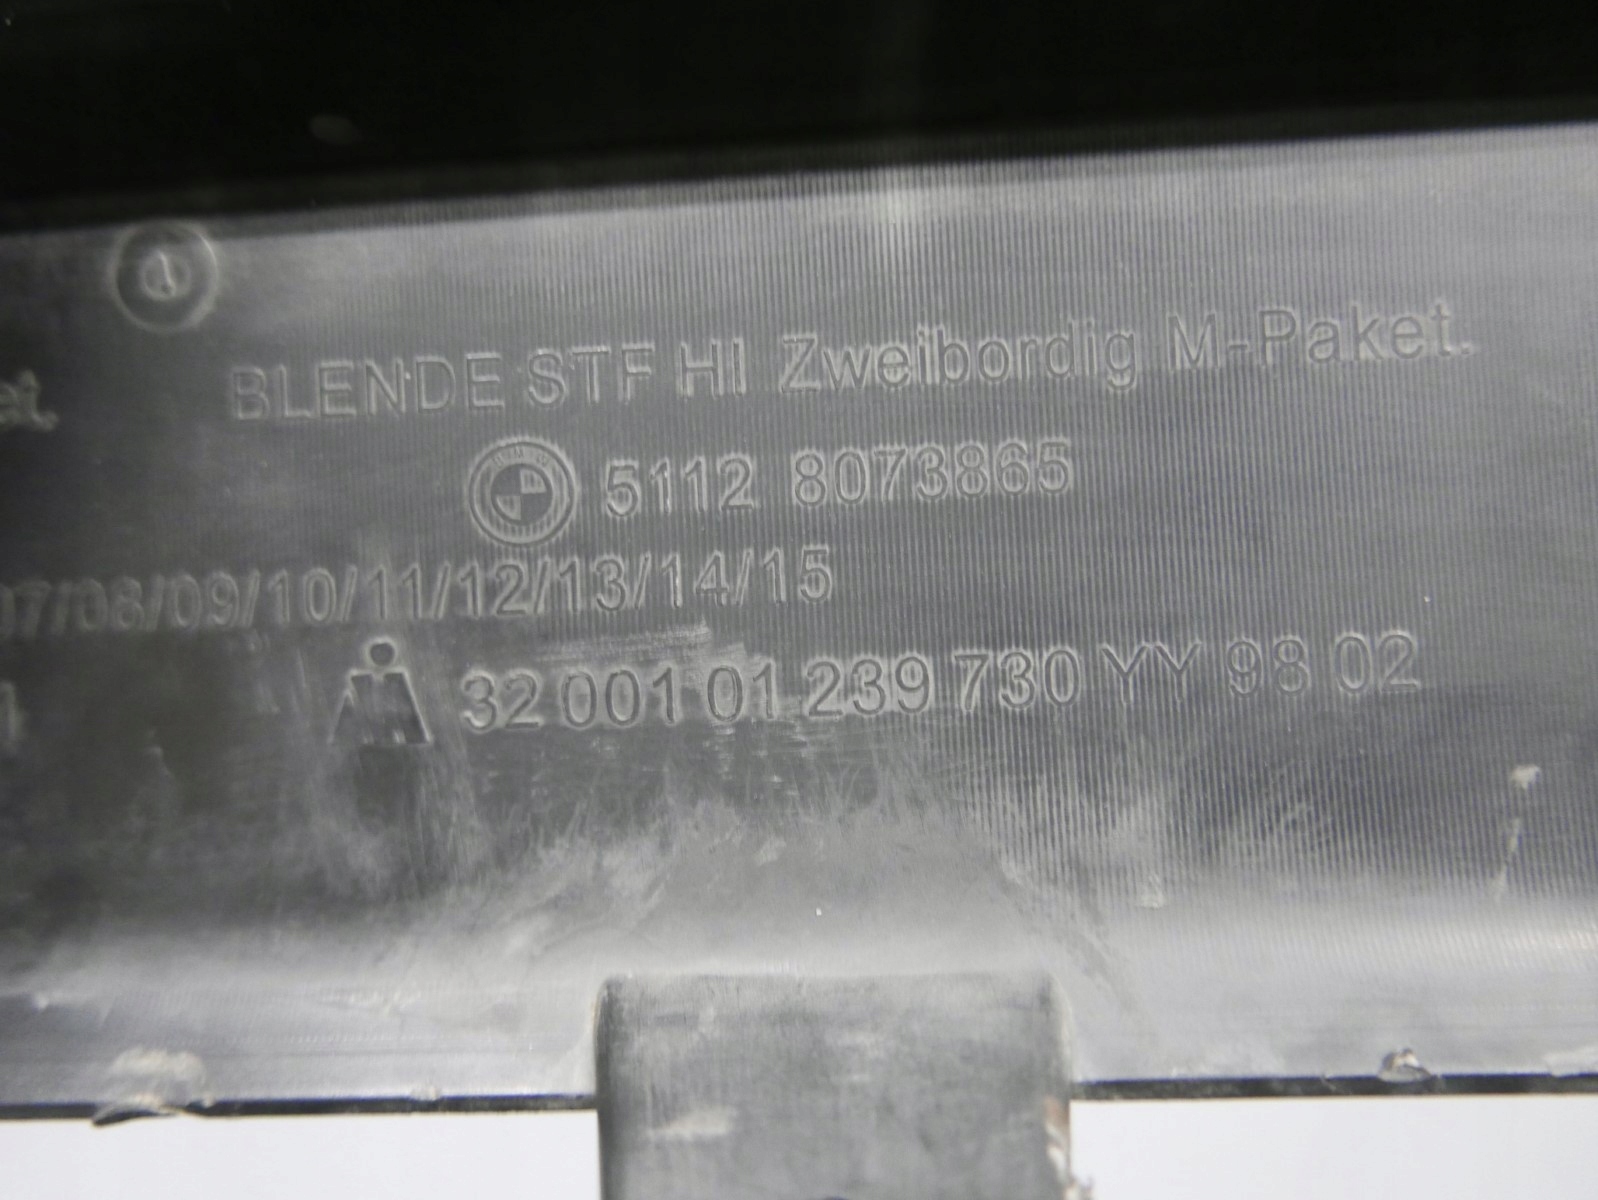 BLENDE STF HI Zweibordig M-Paket.
5112 8073865
07/08/09/10/11/12/13/14/15
32 001 01 239 730 YY 98 02